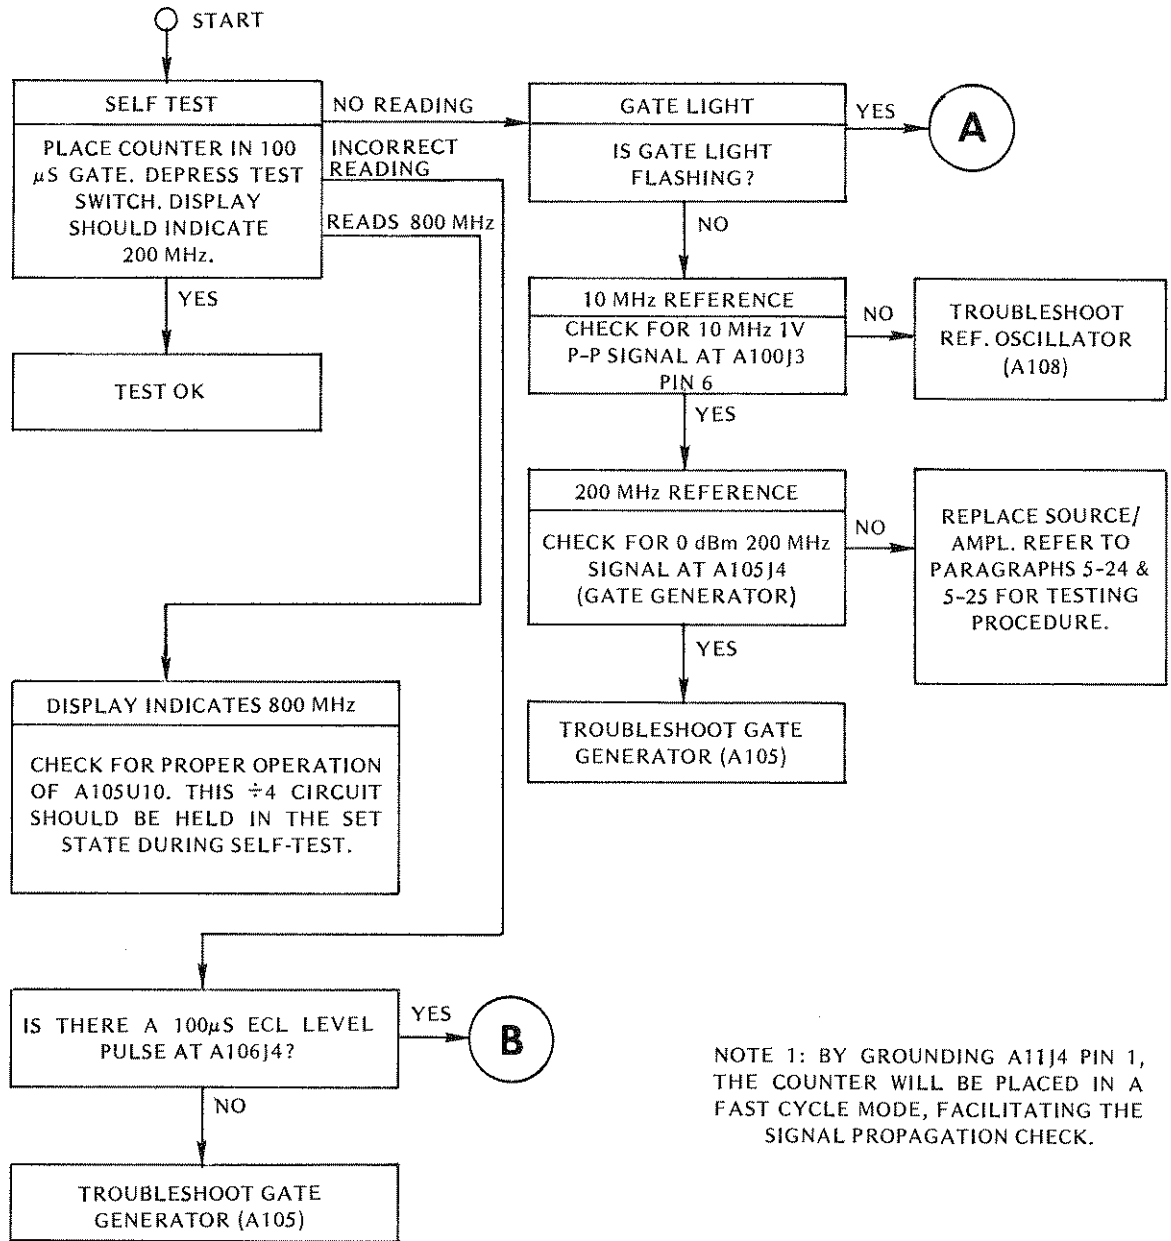 START
SELF TEST
PLACE COUNTER IN 100
µS GATE. DEPRESS TEST
SWITCH. DISPLAY
SHOULD INDICATE
200 MHz.
NO READING
INCORRECT
READING
READS 800 MHz
YES
TEST OK
GATE LIGHT
IS GATE LIGHT
FLASHING?
YES
A
NO
10 MHz REFERENCE
CHECK FOR 10 MHz 1V
P-P SIGNAL AT A100J3
PIN 6
NO
TROUBLESHOOT
REF. OSCILLATOR
(A108)
YES
200 MHz REFERENCE
CHECK FOR 0 dBm 200 MHz
SIGNAL AT A105J4
(GATE GENERATOR)
NO
REPLACE SOURCE/
AMPL. REFER TO
PARAGRAPHS 5-24 &
5-25 FOR TESTING
PROCEDURE.
YES
TROUBLESHOOT GATE
GENERATOR (A105)
DISPLAY INDICATES 800 MHz
CHECK FOR PROPER OPERATION
OF A105U10. THIS ÷4 CIRCUIT
SHOULD BE HELD IN THE SET
STATE DURING SELF-TEST.
IS THERE A 100µS ECL LEVEL
PULSE AT A106J4?
YES
B
NO
TROUBLESHOOT GATE
GENERATOR (A105)
NOTE 1: BY GROUNDING A11J4 PIN 1,
THE COUNTER WILL BE PLACED IN A
FAST CYCLE MODE, FACILITATING THE
SIGNAL PROPAGATION CHECK.